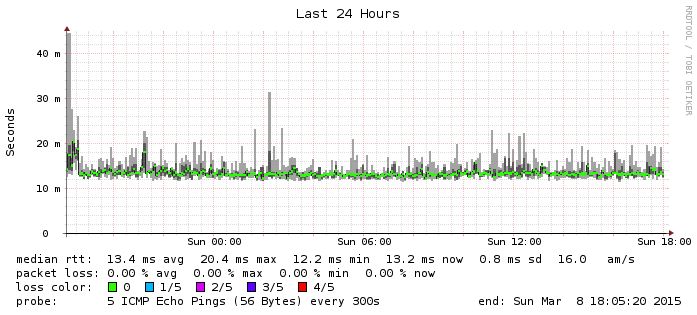 Last 24 Hours
RRDTOOL / TOBI OETIKER
Seconds
40 m
30 m
20 m
10 m
0
Sun 00:00 Sun 06:00 Sun 12:00 Sun 18:00
median rtt: 13.4 ms avg 20.4 ms max 12.2 ms min 13.2 ms now 0.8 ms sd 16.0 am/s
packet loss: 0.00 % avg 0.00 % max 0.00 % min 0.00 % now
loss color: 0 1/5 2/5 3/5 4/5
probe: 5 ICMP Echo Pings (56 Bytes) every 300s end: Sun Mar 8 18:05:20 2015